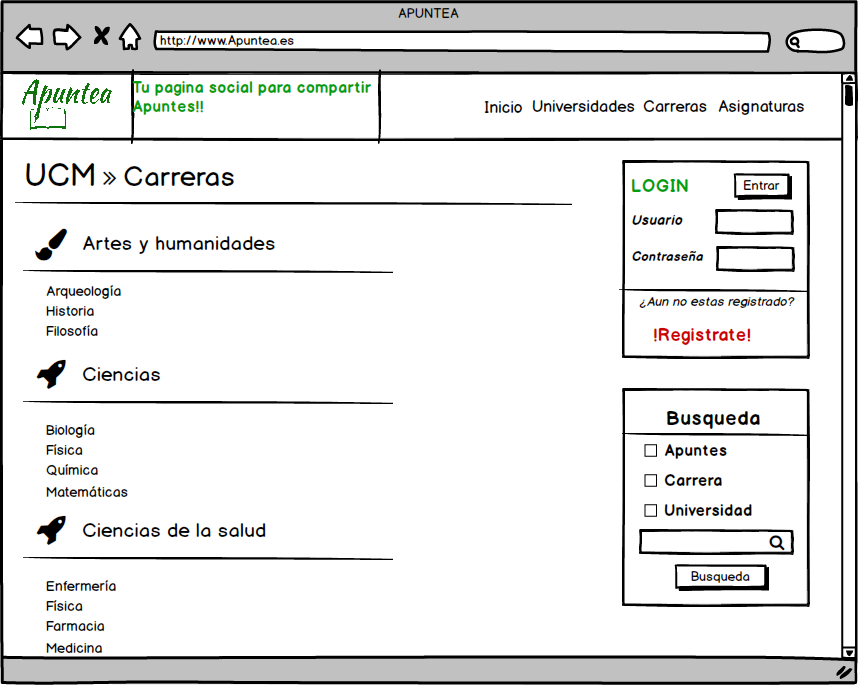 APUNTEA
http://www.Apuntea.es
Apuntea
Tu pagina social para compartir
Apuntes!!
Inicio Universidades Carreras Asignaturas
UCM » Carreras
Artes y humanidades
Arqueología
Historia
Filosofía
Ciencias
Biología
Física
Química
Matemáticas
Ciencias de la salud
Enfermería
Física
Farmacia
Medicina
LOGIN Entrar
Usuario
Contraseña
¿Aun no estas registrado?
!Registrate!
Busqueda
Apuntes
Carrera
Universidad
Busqueda